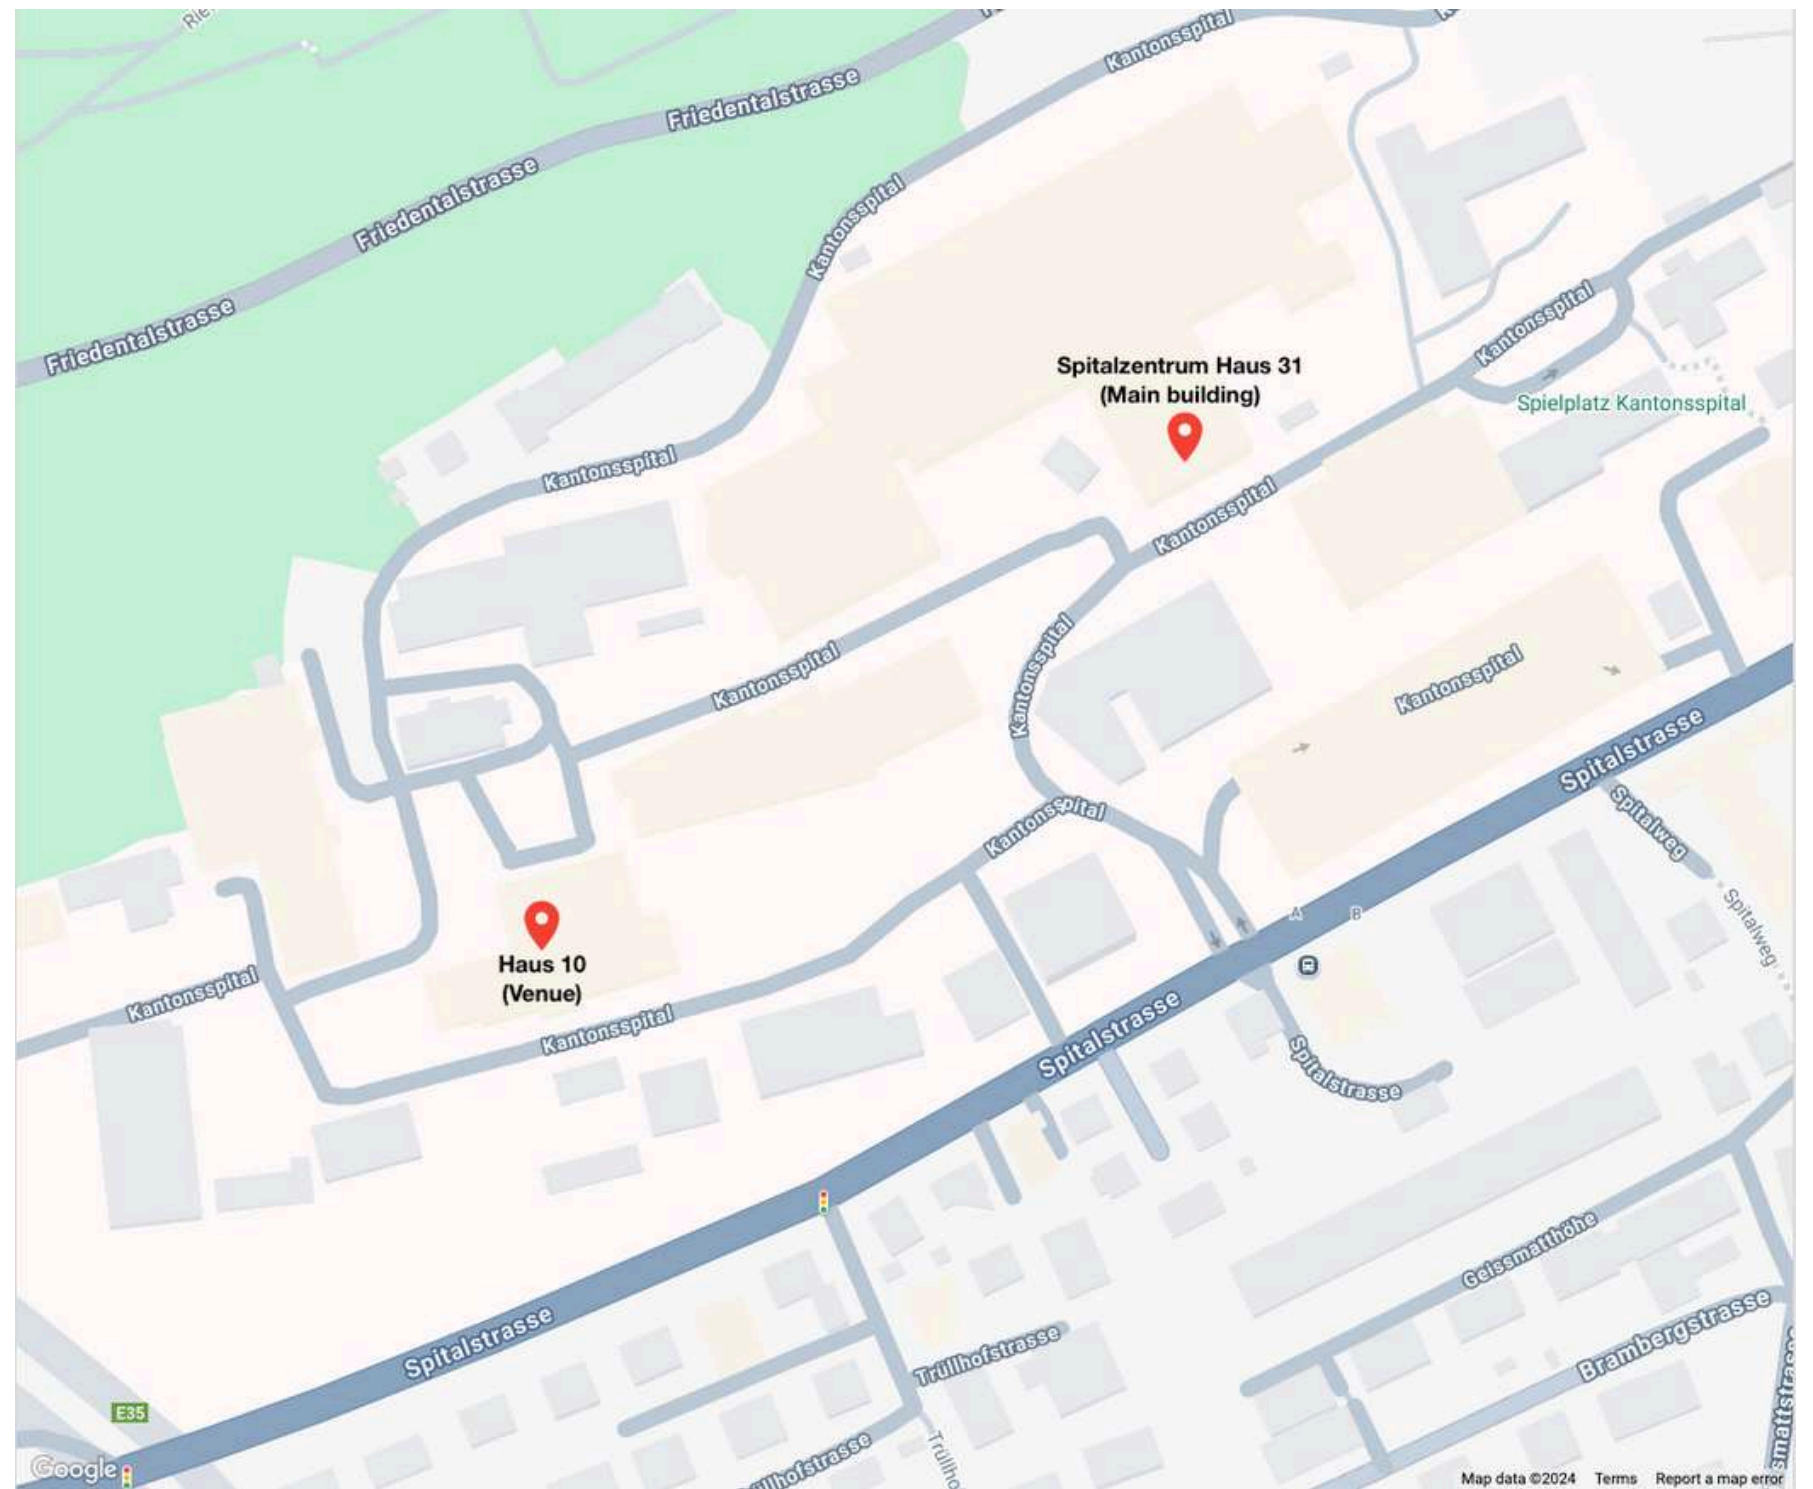 Kantonsspital
Friedentalstrasse
Friedentalstrasse
Kantonsspital
Friedentalstrasse
Kantonsspital
Spitalzentrum Haus 31
(Main building)
Spielplatz Kantonsspital
Kantonsspital
Kantonsspital
Kantonsspital
Kantonsspital
Kantonsspital
Kantonsspital
Spitalstrasse
Kantonsspital
Spitalweg
A
B
Spitalweg
Haus 10
(Venue)
Kantonsspital
Kantonsspital
Spitalstrasse
Spitalstrasse
Geissmatthöhe
Spitalstrasse
Trüllhofstrasse
Brambergstrasse
E35
Google
Map data ©2024 Terms Report a map error